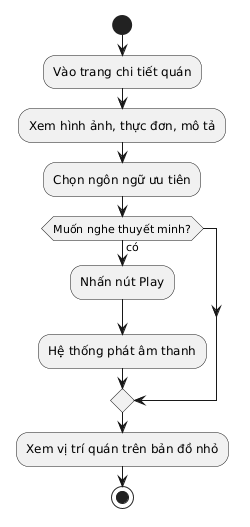 Vào trang chi tiết quán
Xem hình ảnh, thực đơn, mô tả
Chọn ngôn ngữ ưu tiên
Muốn nghe thuyết minh?
có
Nhấn nút Play
Hệ thống phát âm thanh
Xem vị trí quán trên bản đồ nhỏ